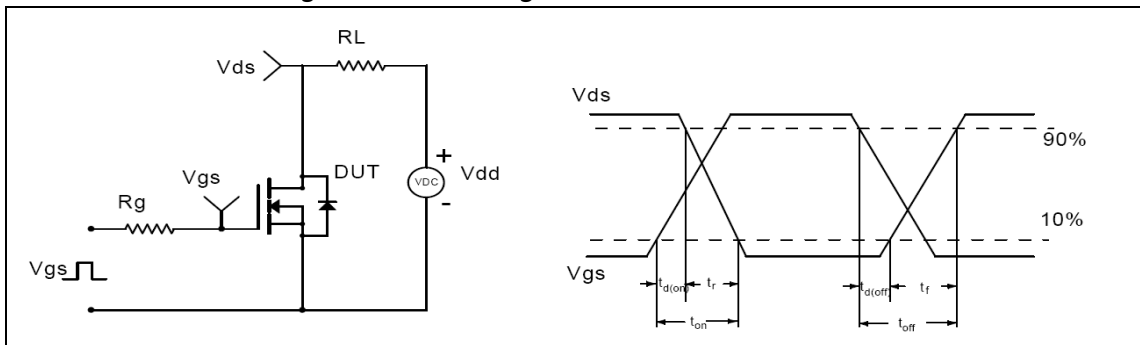 RL
Vds
Vgs
DUT
+
VDC
Vdd
-
Rg
Vgs
Vds
90%
10%
Vgs
td(on)
tr
td(off)
tf
ton
toff